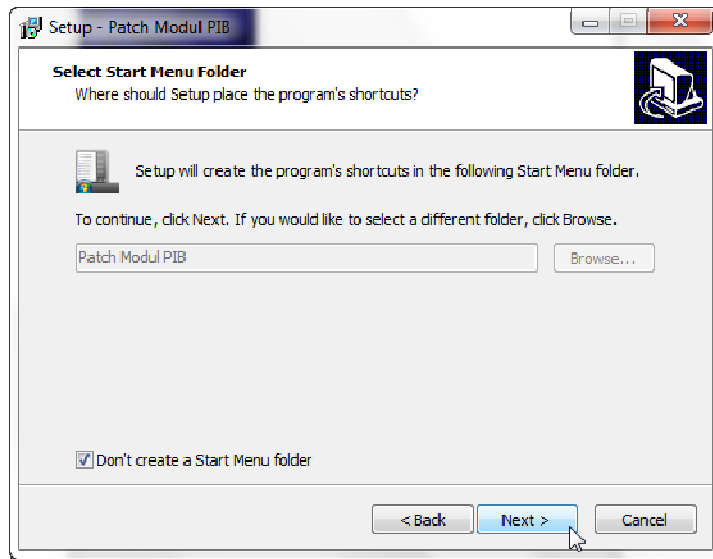 Setup - Patch Modul PIB
Select Start Menu Folder
Where should Setup place the program's shortcuts?
Setup will create the program's shortcuts in the following Start Menu folder.
To continue, click Next. If you would like to select a different folder, click Browse.
Patch Modul PIB
Browse...
Don't create a Start Menu folder
< Back
Next >
Cancel